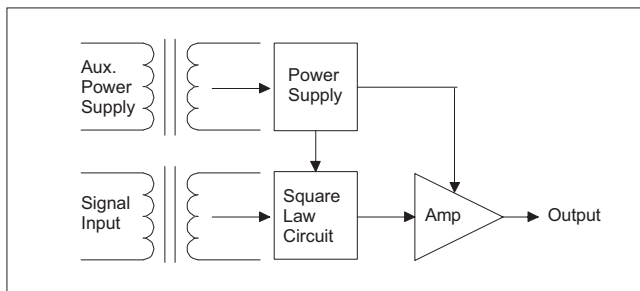 Aux.
Power
Supply
Power
Supply
Signal
Input
Square
Law
Circuit
Amp
Output